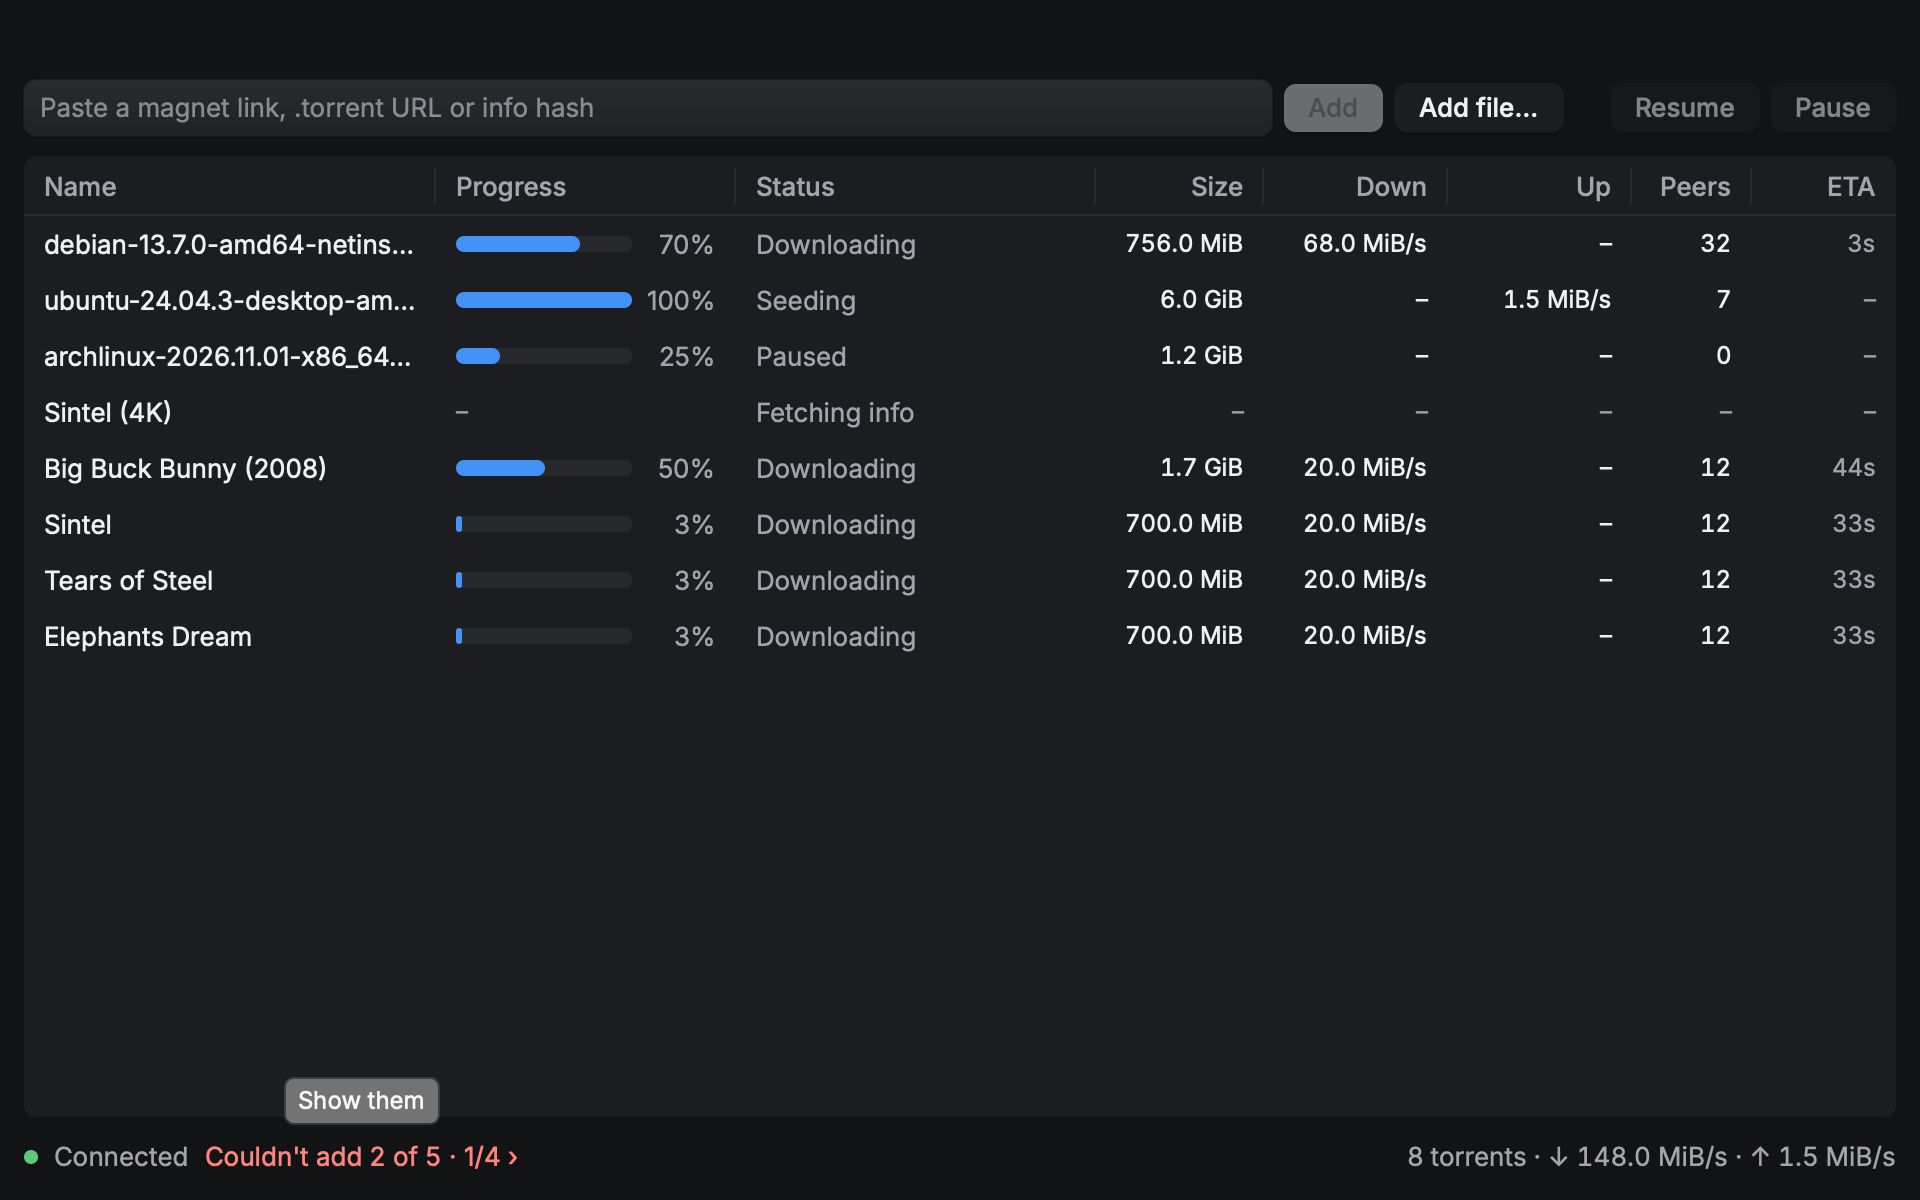 Paste a magnet link, .torrent URL or info hash Add Add file... Resume Pause
Name Progress Status Size Down Up Peers ETA
debian-13.7.0-amd64-netins... 70% Downloading 756.0 MiB 68.0 MiB/s – 32 3s
ubuntu-24.04.3-desktop-am... 100% Seeding 6.0 GiB – 1.5 MiB/s 7 –
archlinux-2026.11.01-x86_64... 25% Paused 1.2 GiB – – 0 –
Sintel (4K) – Fetching info – – – – –
Big Buck Bunny (2008) 50% Downloading 1.7 GiB 20.0 MiB/s – 12 44s
Sintel 3% Downloading 700.0 MiB 20.0 MiB/s – 12 33s
Tears of Steel 3% Downloading 700.0 MiB 20.0 MiB/s – 12 33s
Elephants Dream 3% Downloading 700.0 MiB 20.0 MiB/s – 12 33s
Show them
Connected Couldn't add 2 of 5 · 1/4 › 8 torrents · ↓ 148.0 MiB/s · ↑ 1.5 MiB/s